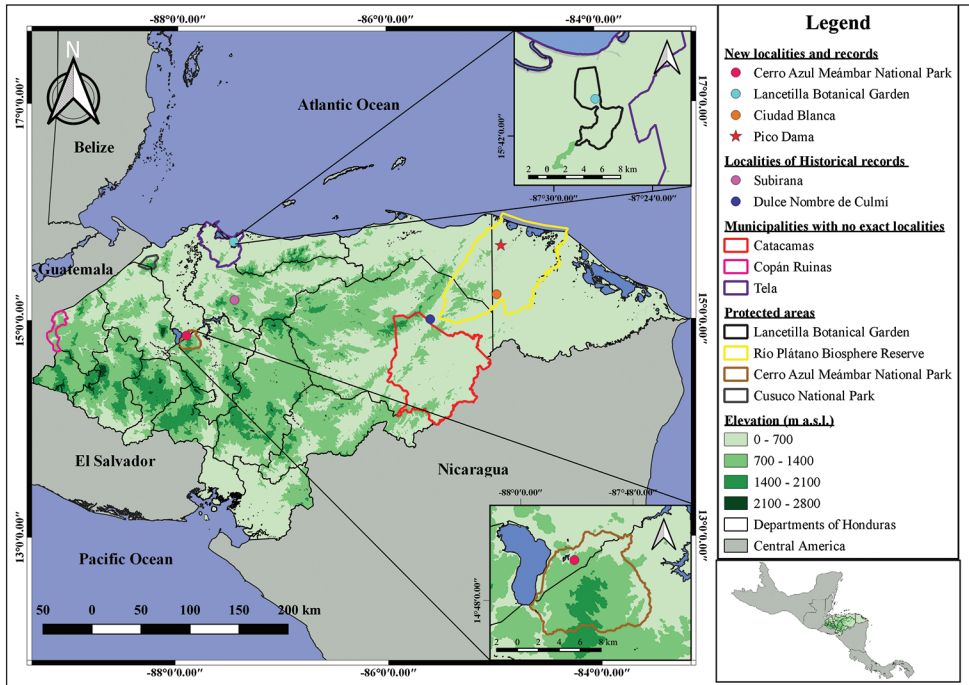 -88°0'0.00"
-86°0'0.00"
-84°0'0.00"
N
17°0'0.00"
17°0'0.00"
Atlantic Ocean
Belize
15°42'0.00"
2 0 2 4 6 8 km
-87°30'0.00"
-87°24'0.00"
Guatemala
15°0'0.00"
15°0'0.00"
El Salvador
Nicaragua
-88°0'0.00"
-87°48'0.00"
13°0'0.00"
13°0'0.00"
Pacific Ocean
14°48'0.00"
50 0 50 100 150 200 km
2 0 2 4 6 8 km
-88°0'0.00"
-86°0'0.00"
-84°0'0.00"
Legend
New localities and records
Cerro Azul Meámbar National Park
Lancetilla Botanical Garden
Ciudad Blanca
Pico Dama
Localities of Historical records
Subirana
Dulce Nombre de Culmí
Municipalities with no exact localities
Catacamas
Copán Ruinas
Tela
Protected areas
Lancetilla Botanical Garden
Río Plátano Biosphere Reserve
Cerro Azul Meámbar National Park
Cusuco National Park
Elevation (m a.s.l.)
0 - 700
700 - 1400
1400 - 2100
2100 - 2800
Departments of Honduras
Central America